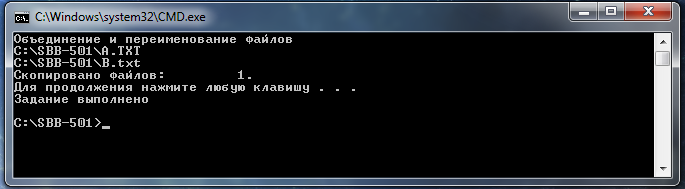 C:\Windows\system32\CMD.exe
Объединение и переименование файлов
C:\SBB-501\A.TXT
C:\SBB-501\B.txt
Скопировано файлов:         1.
Для продолжения нажмите любую клавишу . . .
Задание выполнено
C:\SBB-501>_